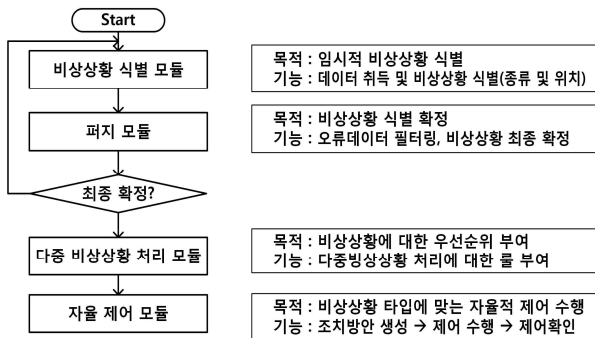 Start
비상상황 식별 모듈
목적 : 임시적 비상상황 식별
기능 : 데이터 취득 및 비상상황 식별(종류 및 위치)
퍼지 모듈
목적 : 비상상황 식별 확정
기능 : 오류데이터 필터링, 비상상황 최종 확정
최종 확정?
다중 비상상황 처리 모듈
목적 : 비상상황에 대한 우선순위 부여
기능 : 다중빙상상황 처리에 대한 룰 부여
자율 제어 모듈
목적 : 비상상황 타입에 맞는 자율적 제어 수행
기능 : 조치방안 생성 → 제어 수행 → 제어확인